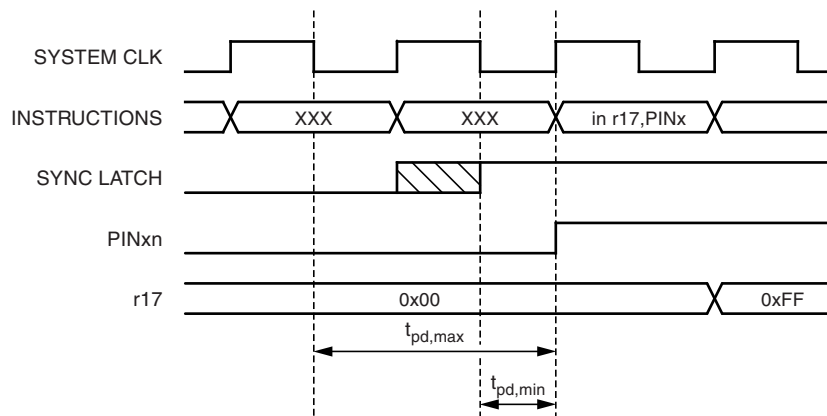 SYSTEM CLK
INSTRUCTIONS XXX XXX in r17,PINx
SYNC LATCH
PINxn
r17 0x00 0xFF
tpd,max
tpd,min